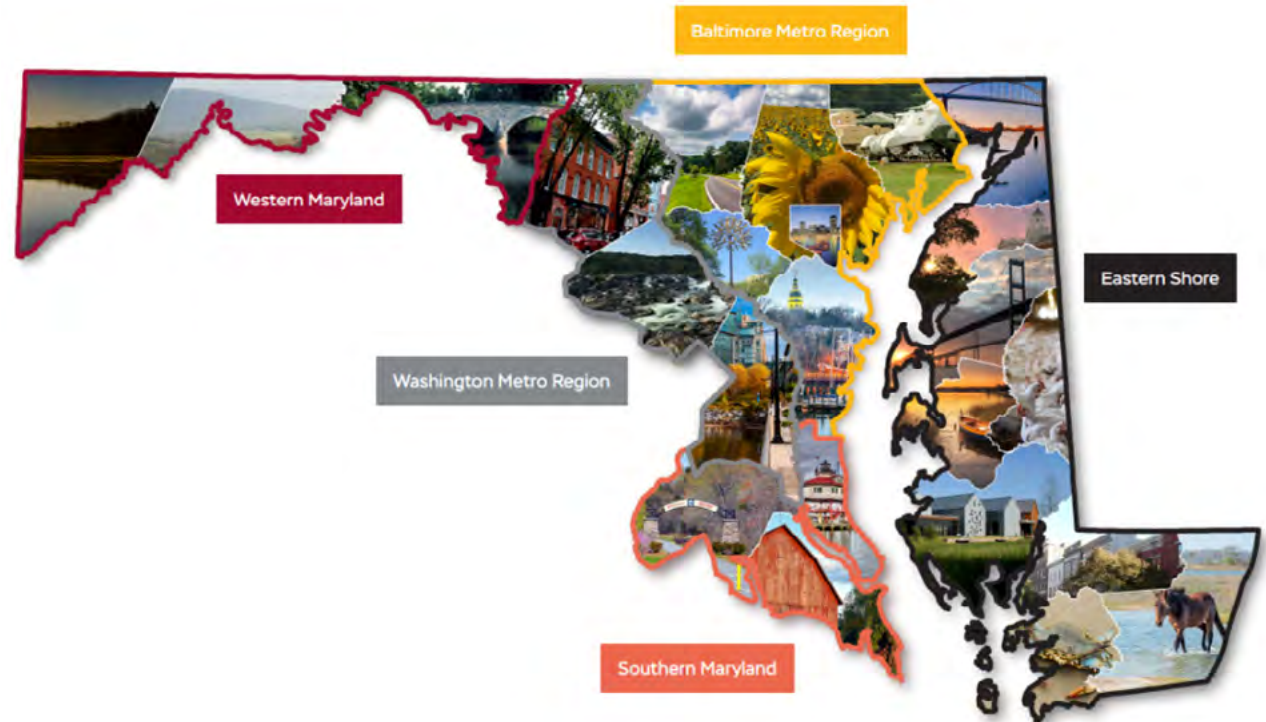 Baltimore Metro Region
Western Maryland
Eastern Shore
Washington Metro Region
Southern Maryland